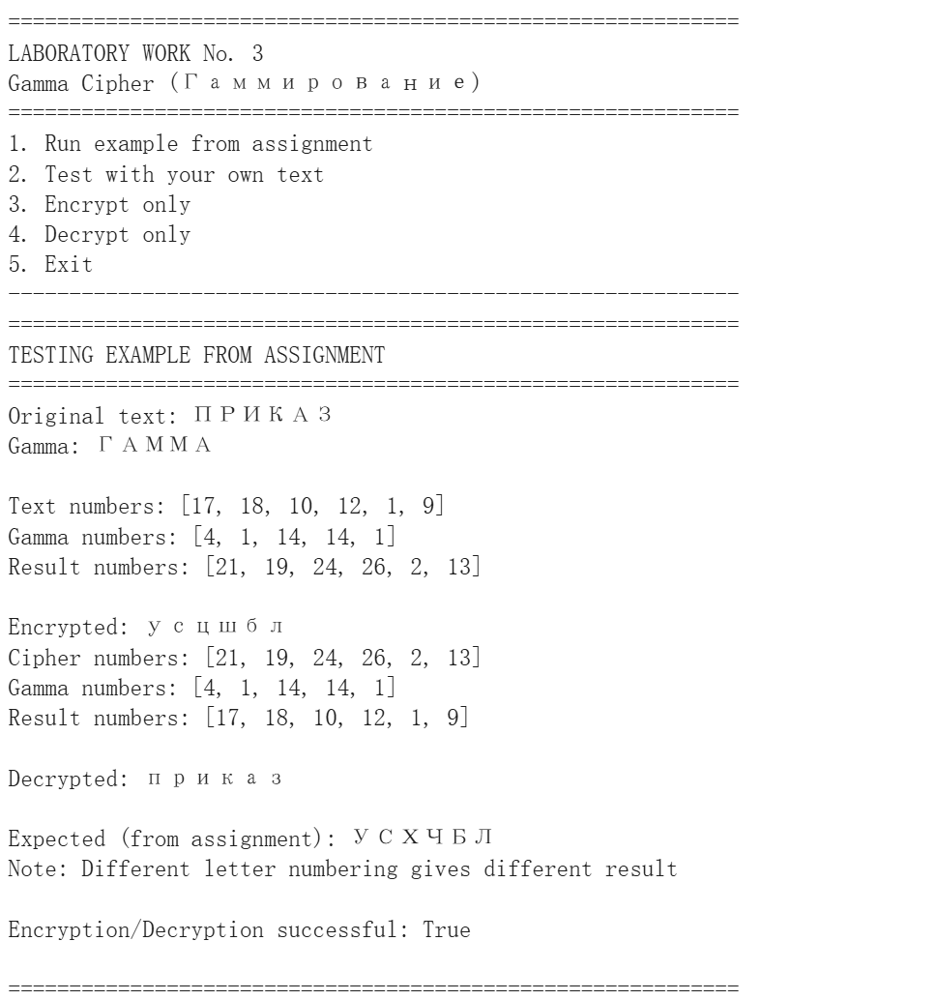 ============================================================
LABORATORY WORK No. 3
Gamma Cipher (Гаммирование)
============================================================
1. Run example from assignment
2. Test with your own text
3. Encrypt only
4. Decrypt only
5. Exit
------------------------------------------------------------
============================================================
TESTING EXAMPLE FROM ASSIGNMENT
============================================================
Original text: ПРИКАЗ
Gamma: ГАММА
Text numbers: [17, 18, 10, 12, 1, 9]
Gamma numbers: [4, 1, 14, 14, 1]
Result numbers: [21, 19, 24, 26, 2, 13]
Encrypted: усцшбл
Cipher numbers: [21, 19, 24, 26, 2, 13]
Gamma numbers: [4, 1, 14, 14, 1]
Result numbers: [17, 18, 10, 12, 1, 9]
Decrypted: приказ
Expected (from assignment): УСХЧБЛ
Note: Different letter numbering gives different result
Encryption/Decryption successful: True
============================================================